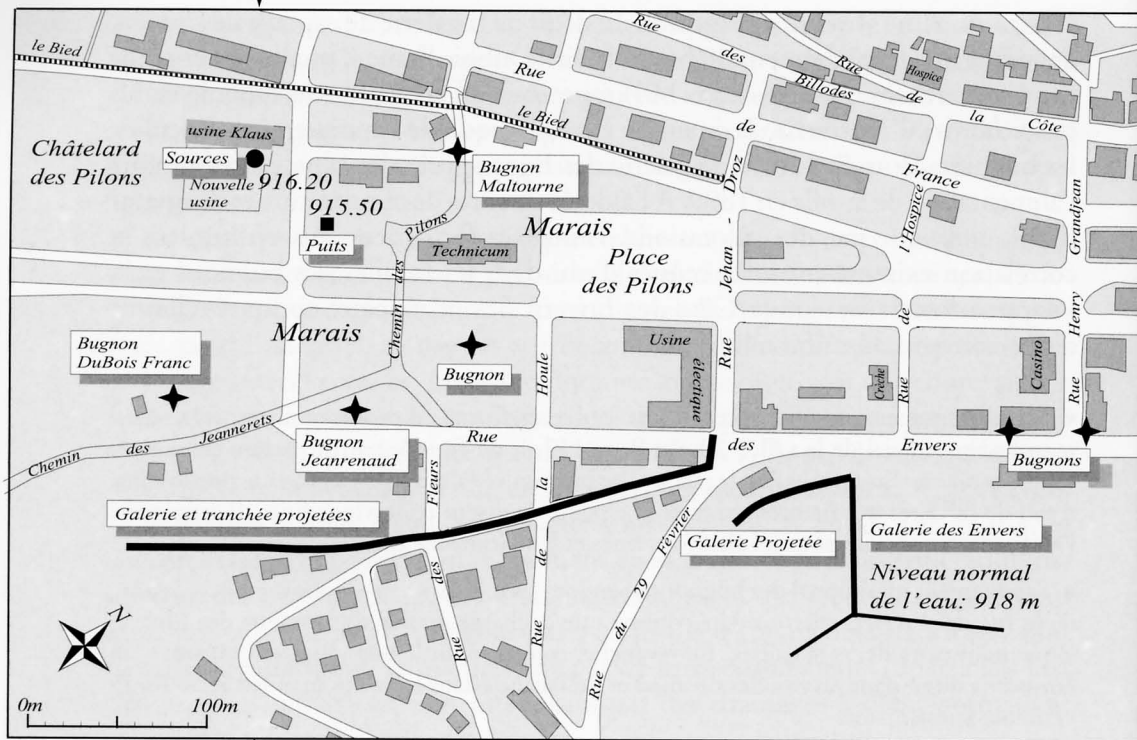 le Bied
Rue
des
Billodes
Rue
de
la
Côte
Hospice
Rue
de
France
le Bied
Châtelard
des Pilons
usine Klaus
Sources
Nouvelle
usine
916.20
915.50
Puits
Bugnon
Maltourne
Chemin des Pilons
Technicum
Marais
Place
des Pilons
Rue Jehan-Droz
Rue de l'Hospice
Rue Henry Grandjean
Marais
Bugnon
DuBois Franc
Bugnon
Usine
électrique
Crèche
Casino
Chemin des Jeannerets
Bugnon
Jeanrenaud
Rue des Envers
Bugnons
Rue des Fleurs
Rue de la Houle
Rue du 29 Février
Galerie et tranchée projetées
Galerie Projetée
Galerie des Envers
Niveau normal
de l'eau: 918 m
N
0m 100m